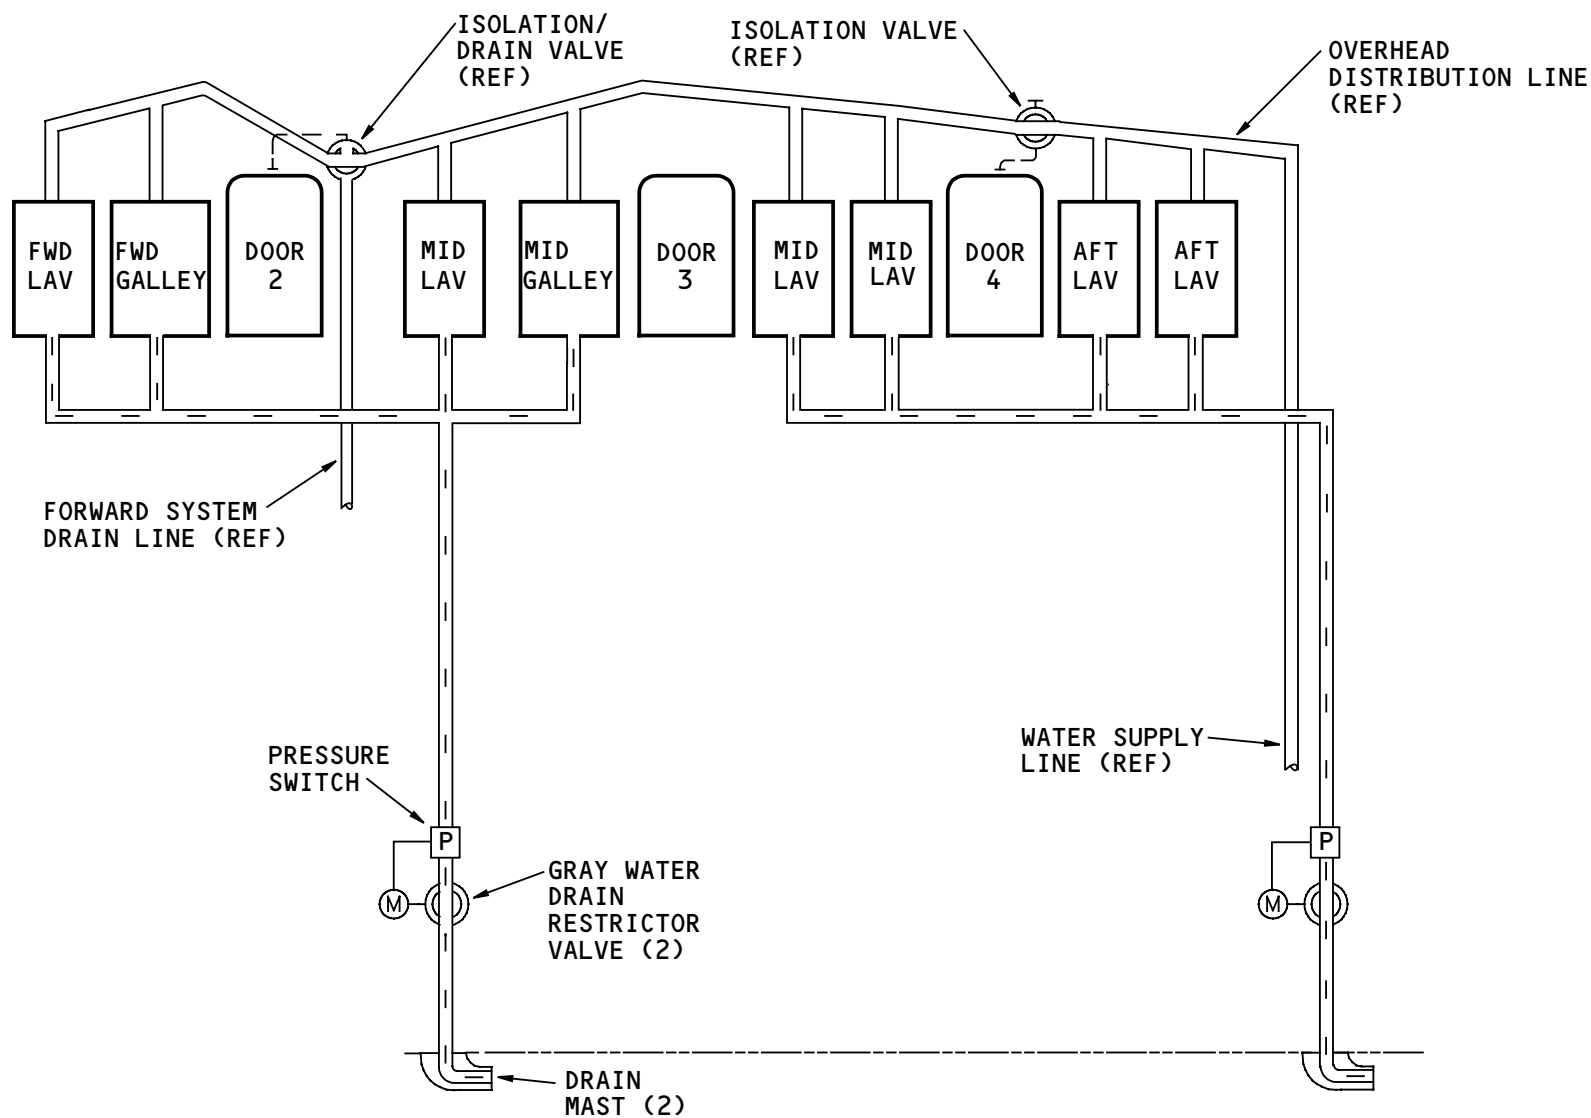 ISOLATION/
DRAIN VALVE
(REF)
ISOLATION VALVE
(REF)
OVERHEAD
DISTRIBUTION LINE
(REF)
FWD
LAV
FWD
GALLEY
DOOR
2
MID
LAV
MID
GALLEY
DOOR
3
MID
LAV
MID
LAV
DOOR
4
AFT
LAV
AFT
LAV
FORWARD SYSTEM
DRAIN LINE (REF)
WATER SUPPLY
LINE (REF)
PRESSURE
SWITCH
P
M
GRAY WATER
DRAIN
RESTRICTOR
VALVE (2)
P
M
DRAIN
MAST (2)